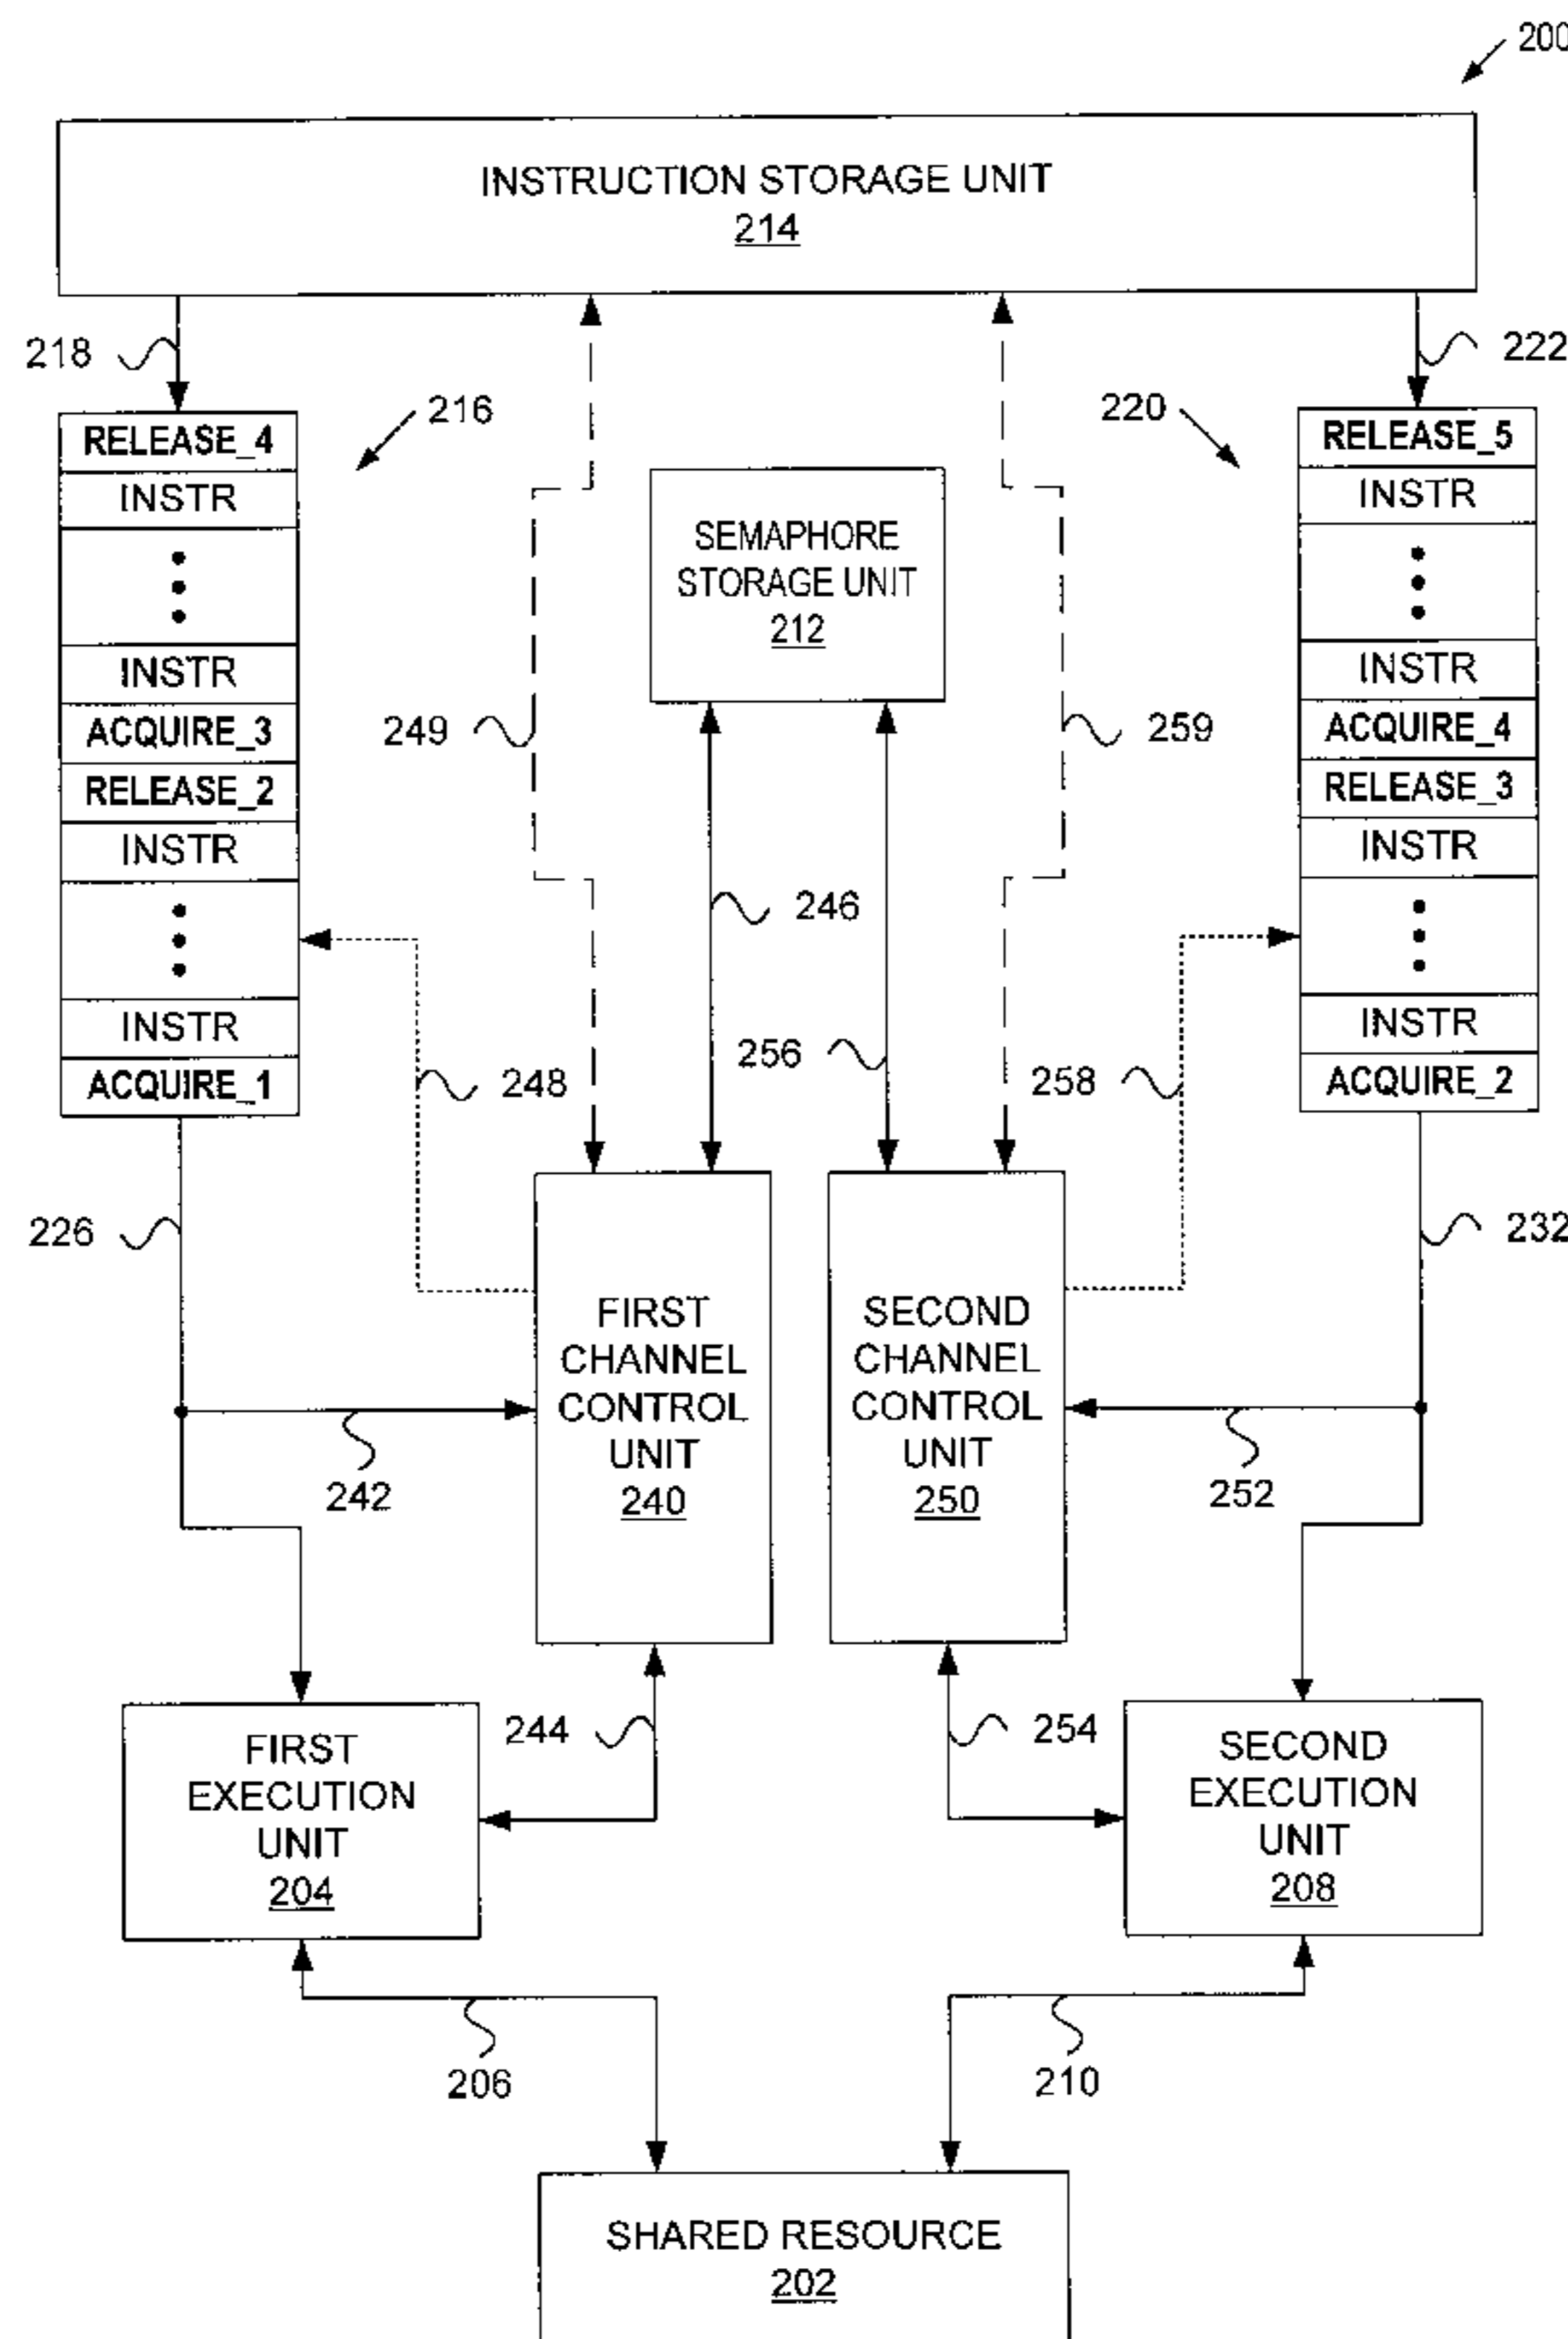 200
INSTRUCTION STORAGE UNIT
214
218
222
216
220
RELEASE_4
INSTR
INSTR
ACQUIRE_3
RELEASE_2
INSTR
INSTR
ACQUIRE_1
SEMAPHORE
STORAGE UNIT
212
RELEASE_5
INSTR
INSTR
ACQUIRE_4
RELEASE_3
INSTR
INSTR
ACQUIRE_2
249
259
246
256
248
258
226
232
FIRST
CHANNEL
CONTROL
UNIT
240
SECOND
CHANNEL
CONTROL
UNIT
250
242
252
244
254
FIRST
EXECUTION
UNIT
204
SECOND
EXECUTION
UNIT
208
206
210
SHARED RESOURCE
202